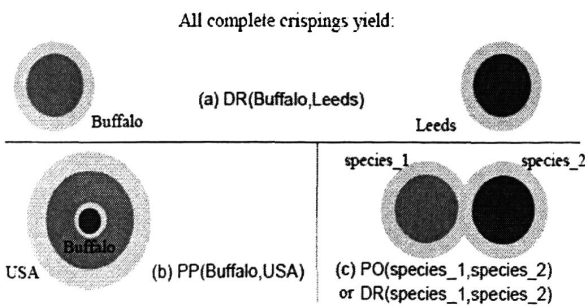 All complete crispings yield:
Buffalo
(a) DR(Buffalo,Leeds)
Leeds
USA
Buffalo
(b) PP(Buffalo,USA)
species_1
species_2
(c) PO(species_1,species_2)
or DR(species_1,species_2)